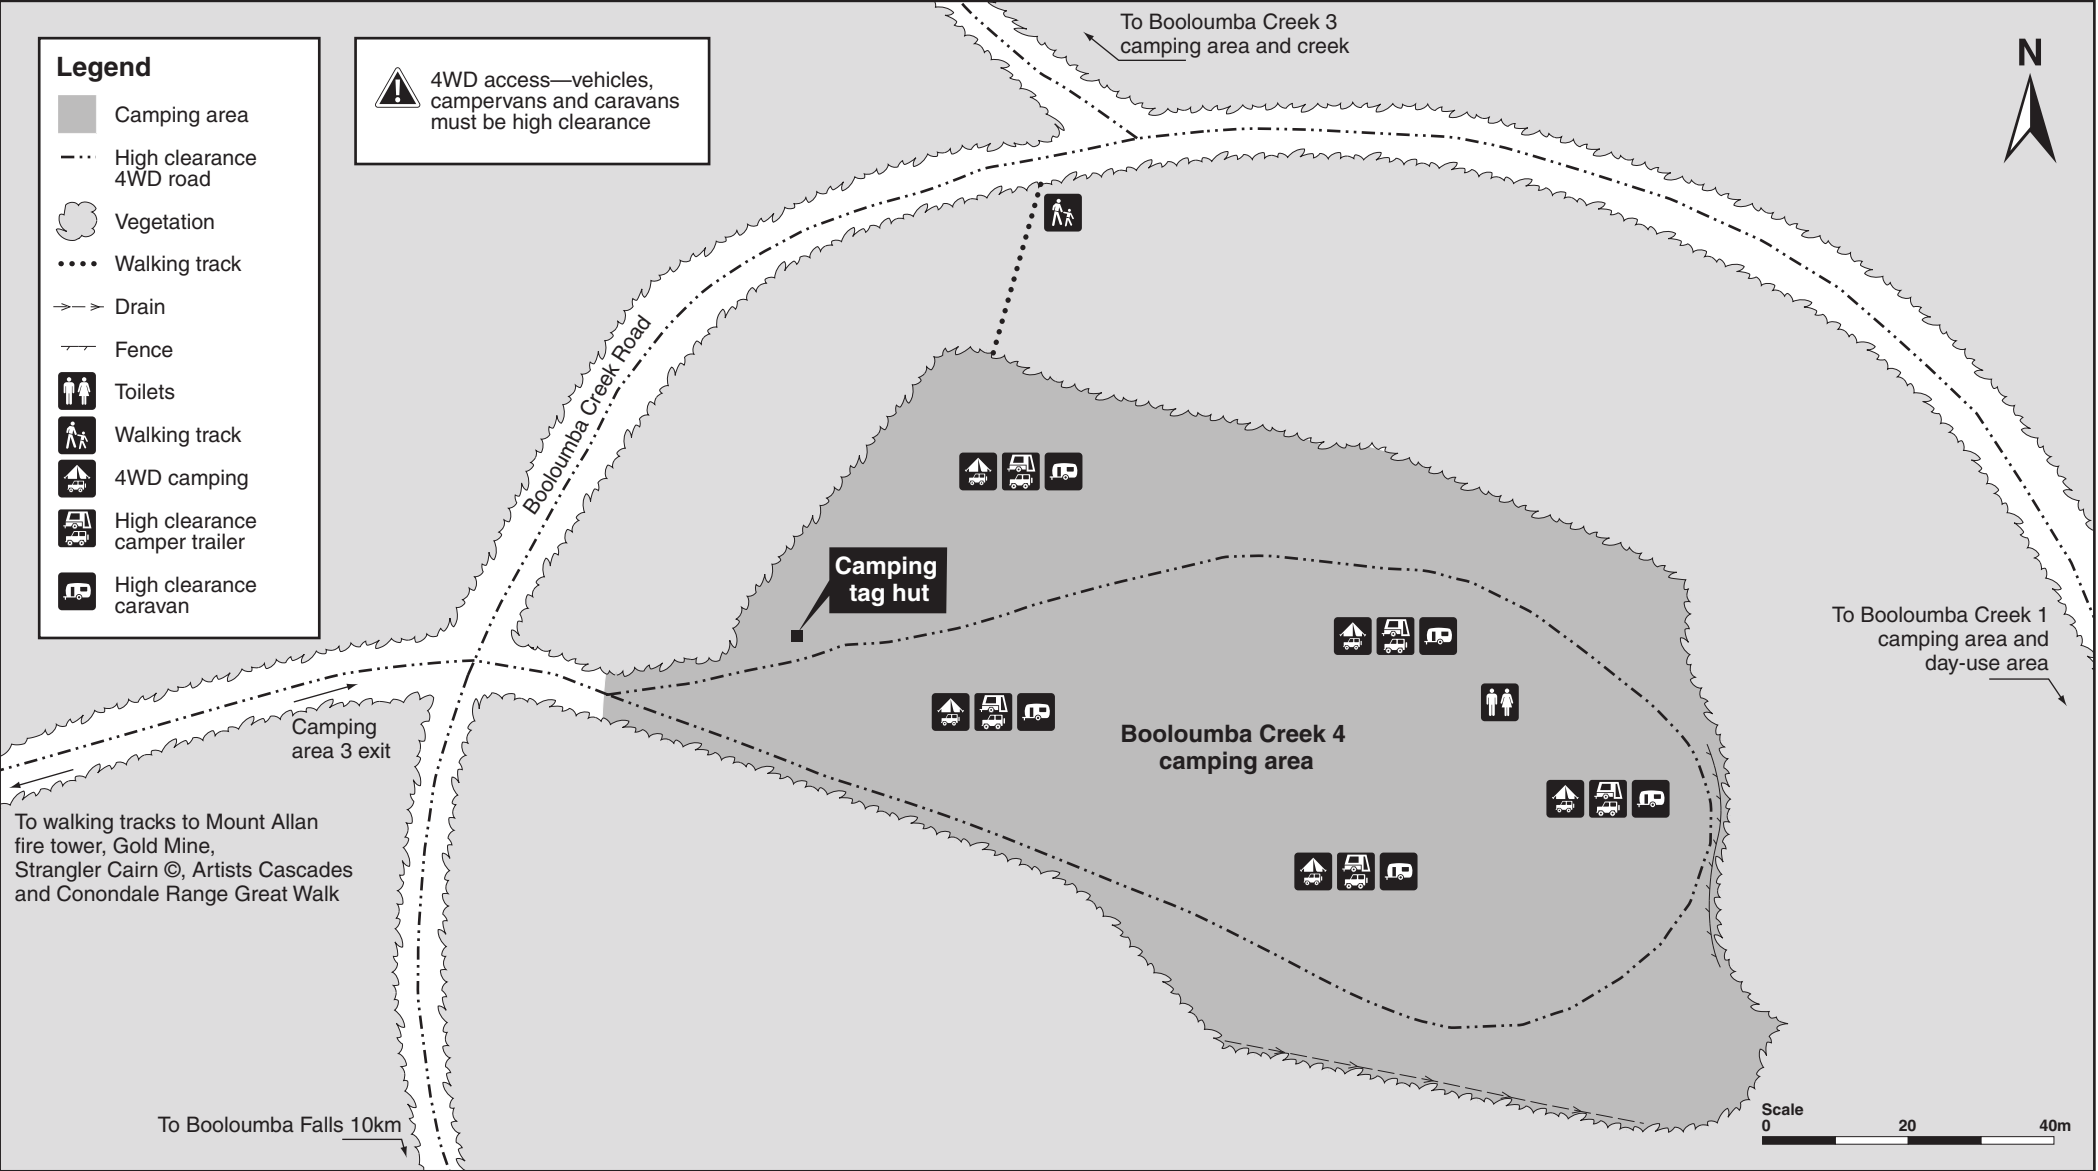 Legend
Camping area
High clearance
4WD road
Vegetation
Walking track
Drain
Fence
Toilets
Walking track
4WD camping
High clearance
camper trailer
High clearance
caravan
4WD access—vehicles,
campervans and caravans
must be high clearance
To Booloumba Creek 3
camping area and creek
N
Booloumba Creek Road
Camping
tag hut
To Booloumba Creek 1
camping area and
day-use area
Booloumba Creek 4
camping area
Camping
area 3 exit
To walking tracks to Mount Allan
fire tower, Gold Mine,
Strangler Cairn ©, Artists Cascades
and Conondale Range Great Walk
To Booloumba Falls 10km
Scale
0 20 40m